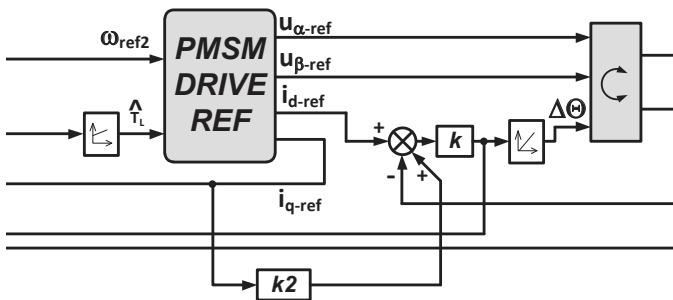 ω_ref2
T̂_L
PMSM
DRIVE
REF
u_α-ref
u_β-ref
i_d-ref
i_q-ref
+
-
+
k
k2
ΔΘ